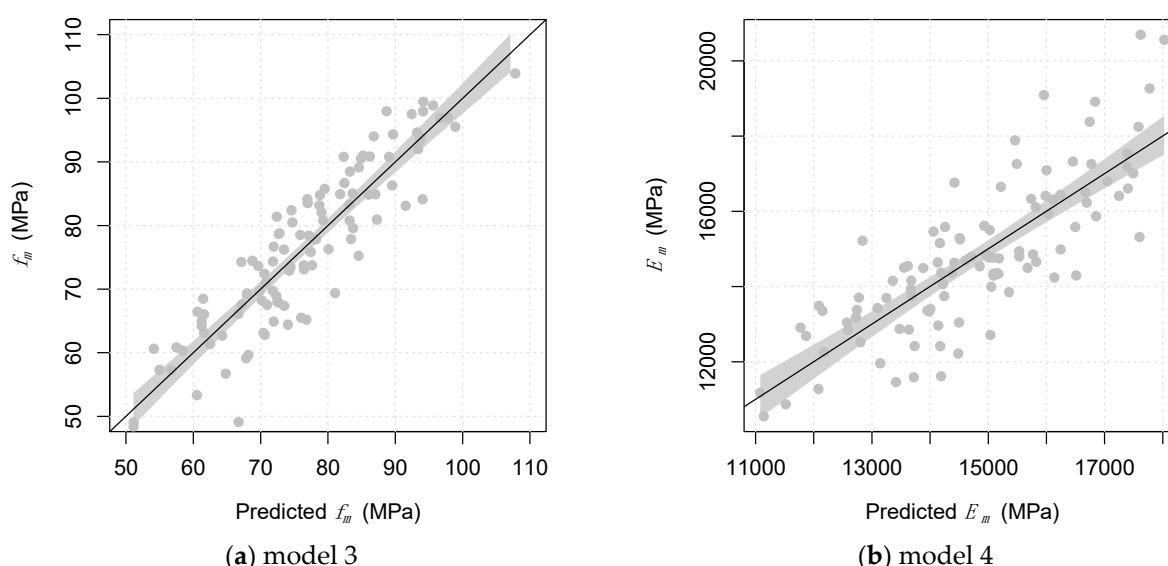 110
100
90
80
70
60
50
f_m (MPa)
50 60 70 80 90 100 110
Predicted f_m (MPa)
(a) model 3
20000
16000
12000
E_m (MPa)
11000 13000 15000 17000
Predicted E_m (MPa)
(b) model 4